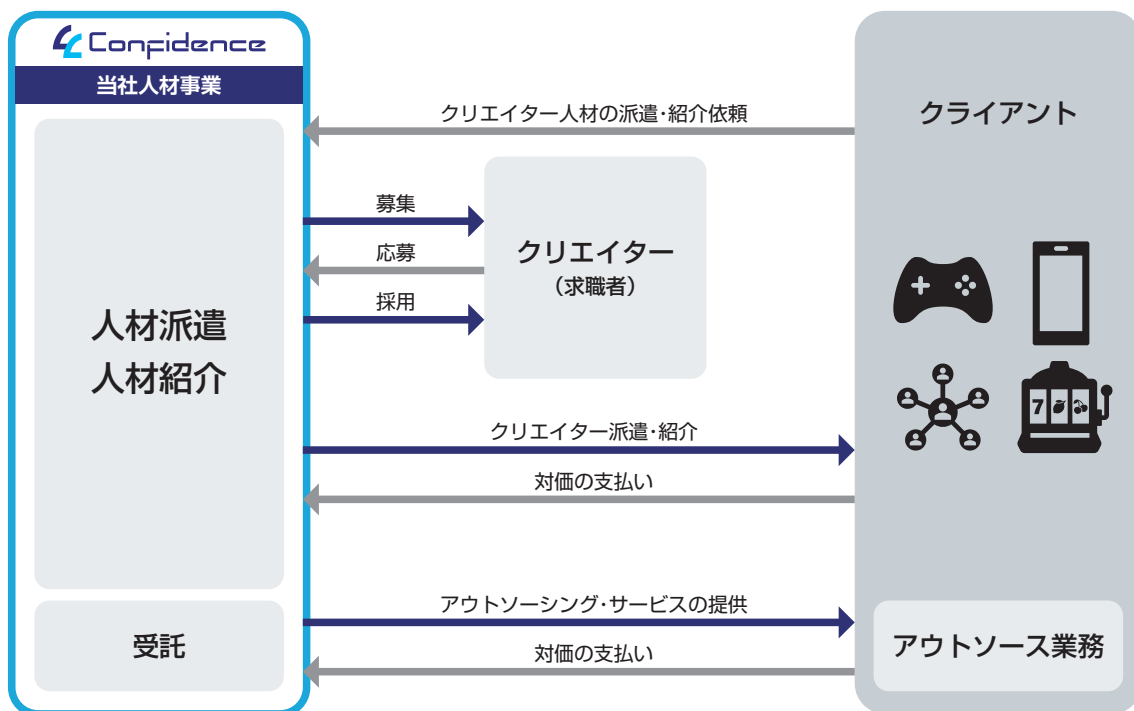 Confidence
当社人材事業
クライアント
クリエイター人材の派遣・紹介依頼
募集
応募
採用
クリエイター
（求職者）
人材派遣
人材紹介
7
クリエイター派遣・紹介
対価の支払い
アウトソーシング・サービスの提供
対価の支払い
受託
アウトソース業務